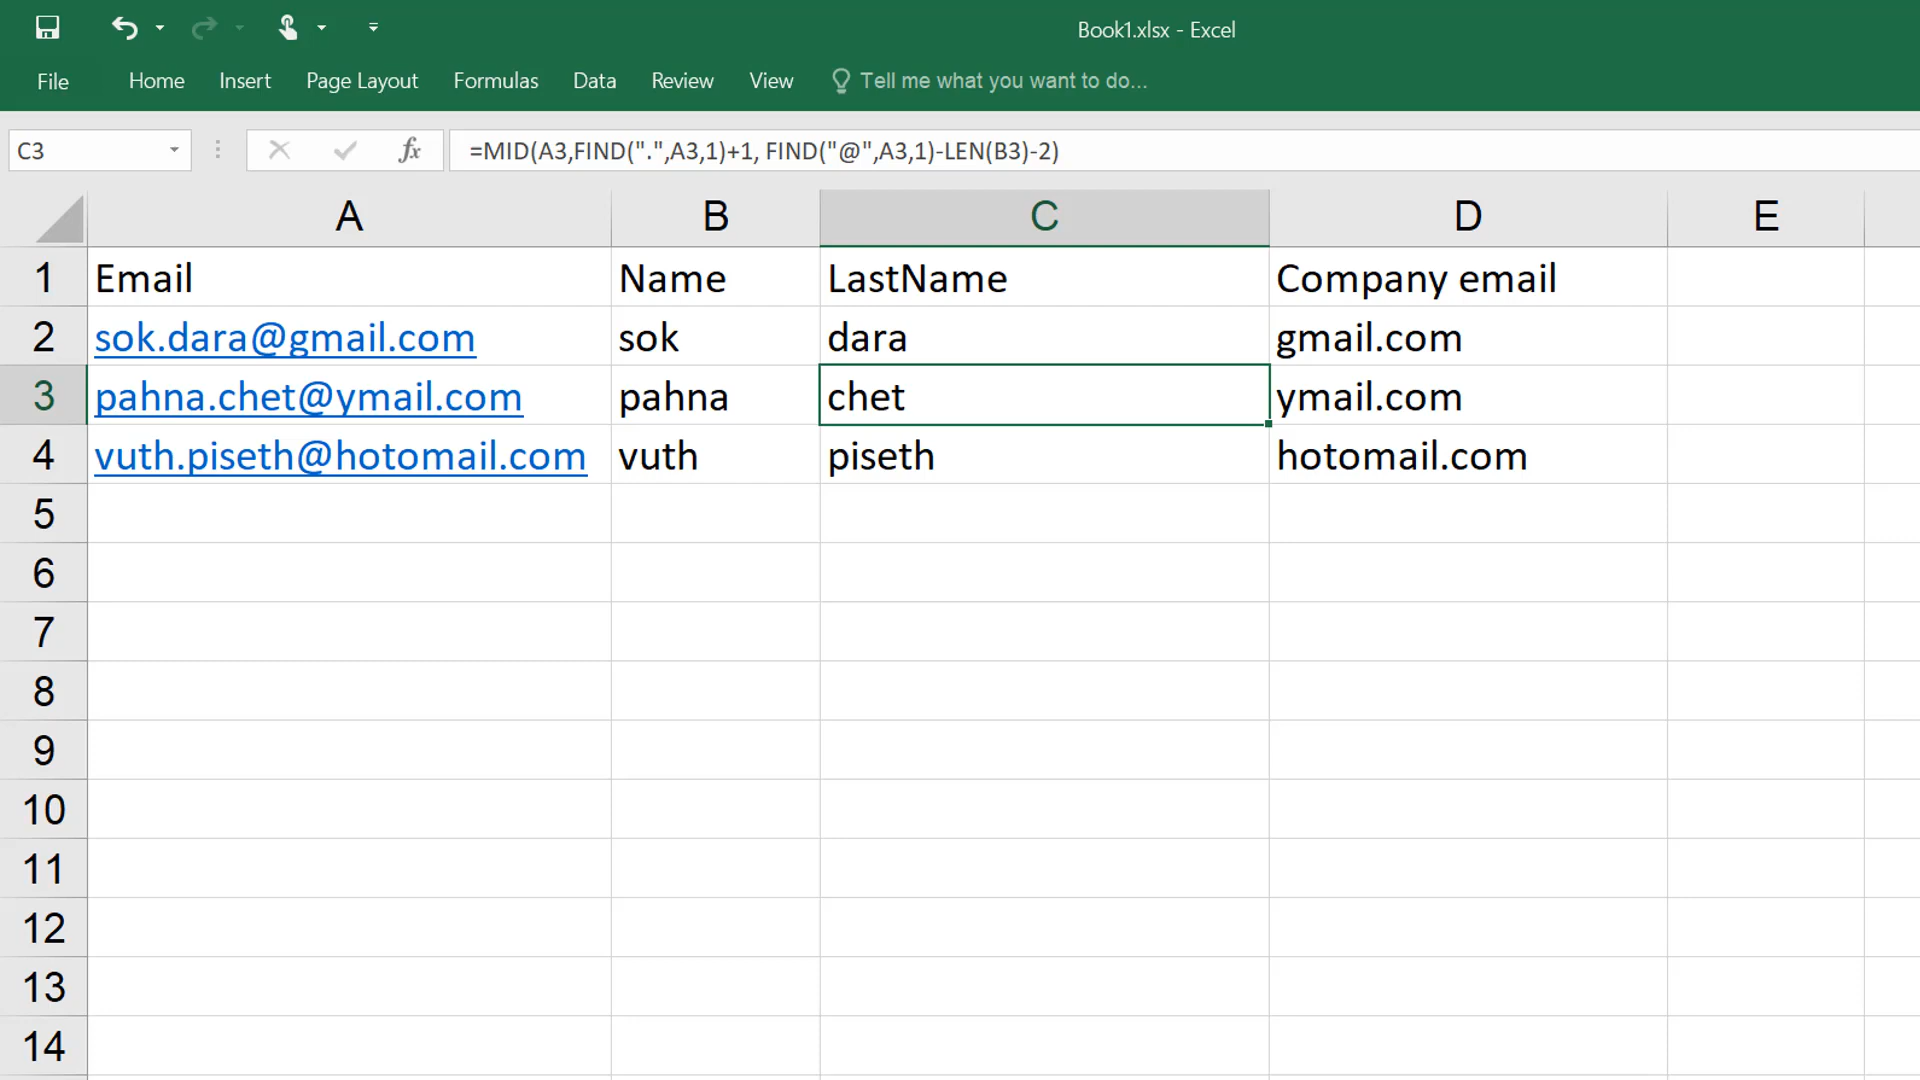 Book1.xlsx - Excel
File Home Insert Page Layout Formulas Data Review View Tell me what you want to do...
C3 fx =MID(A3,FIND(".",A3,1)+1, FIND("@",A3,1)-LEN(B3)-2)
A B C D E
1 Email Name LastName Company email
2 sok.dara@gmail.com sok dara gmail.com
3 pahna.chet@ymail.com pahna chet ymail.com
4 vuth.piseth@hotomail.com vuth piseth hotomail.com
5
6
7
8
9
10
11
12
13
14